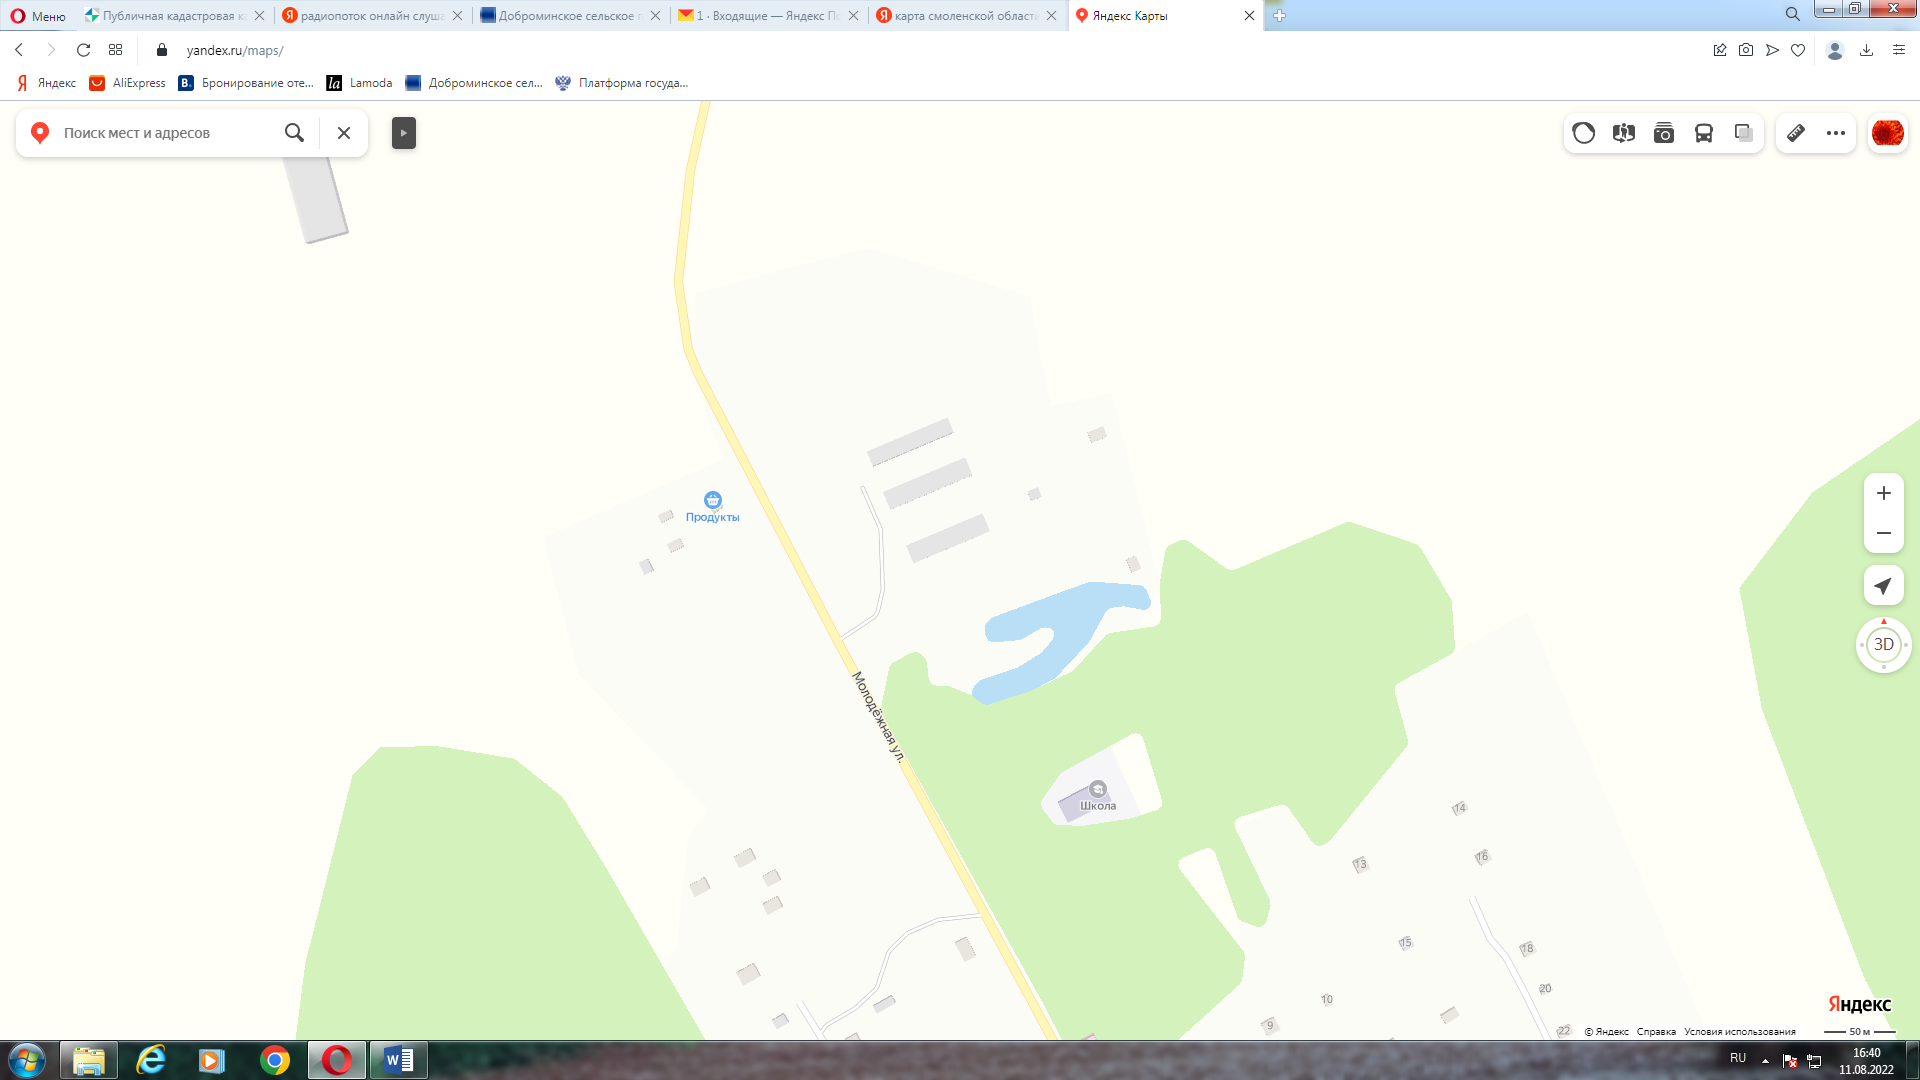 Меню
Публичная кадастровая к
радиопоток онлайн слуш
Доброминское сельское п
1 · Входящие — Яндекс По
карта смоленской област
Яндекс Карты
yandex.ru/maps/
Яндекс
AliExpress
B.
Бронирование оте...
la
Lamoda
Доброминское сел...
Платформа госуда...
Поиск мест и адресов
Продукты
Молодёжная ул.
Школа
3D
14
16
13
15
18
20
10
9
22
Яндекс
© Яндекс Справка Условия использования
50 м
RU
16:40
11.08.2022